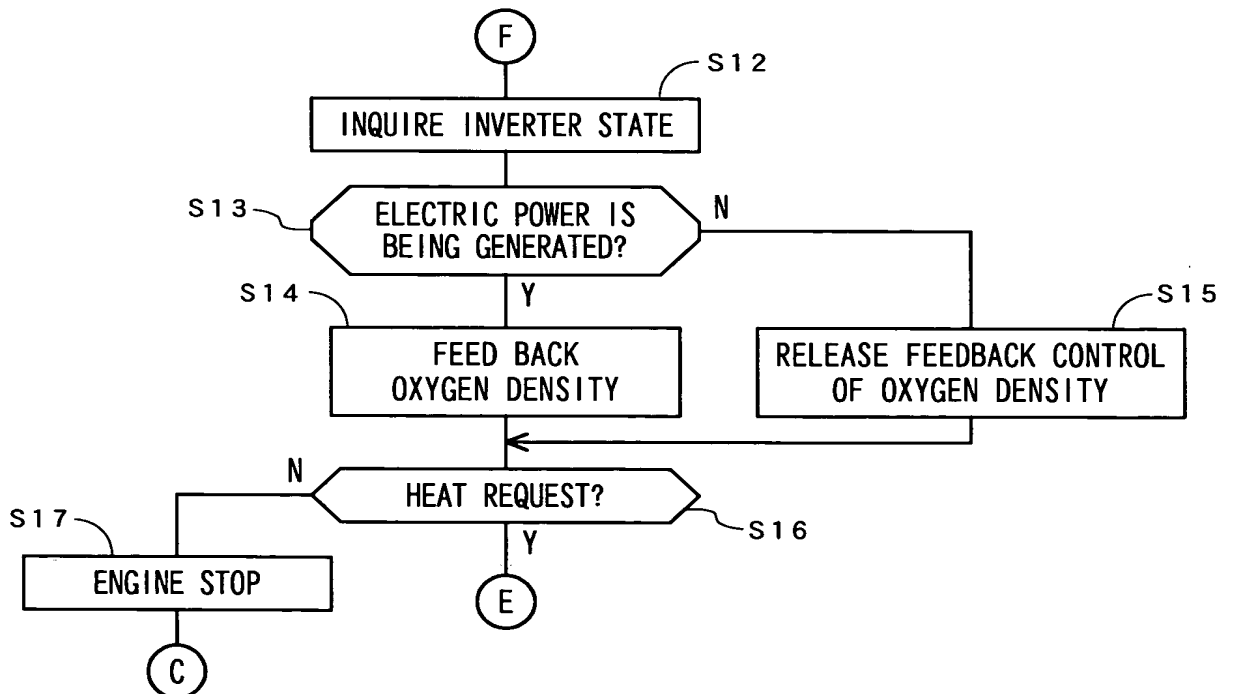 F
S12
INQUIRE INVERTER STATE
S13
ELECTRIC POWER IS
BEING GENERATED?
N
Y
S14
FEED BACK
OXYGEN DENSITY
S15
RELEASE FEEDBACK CONTROL
OF OXYGEN DENSITY
N
HEAT REQUEST?
S16
Y
S17
ENGINE STOP
E
C